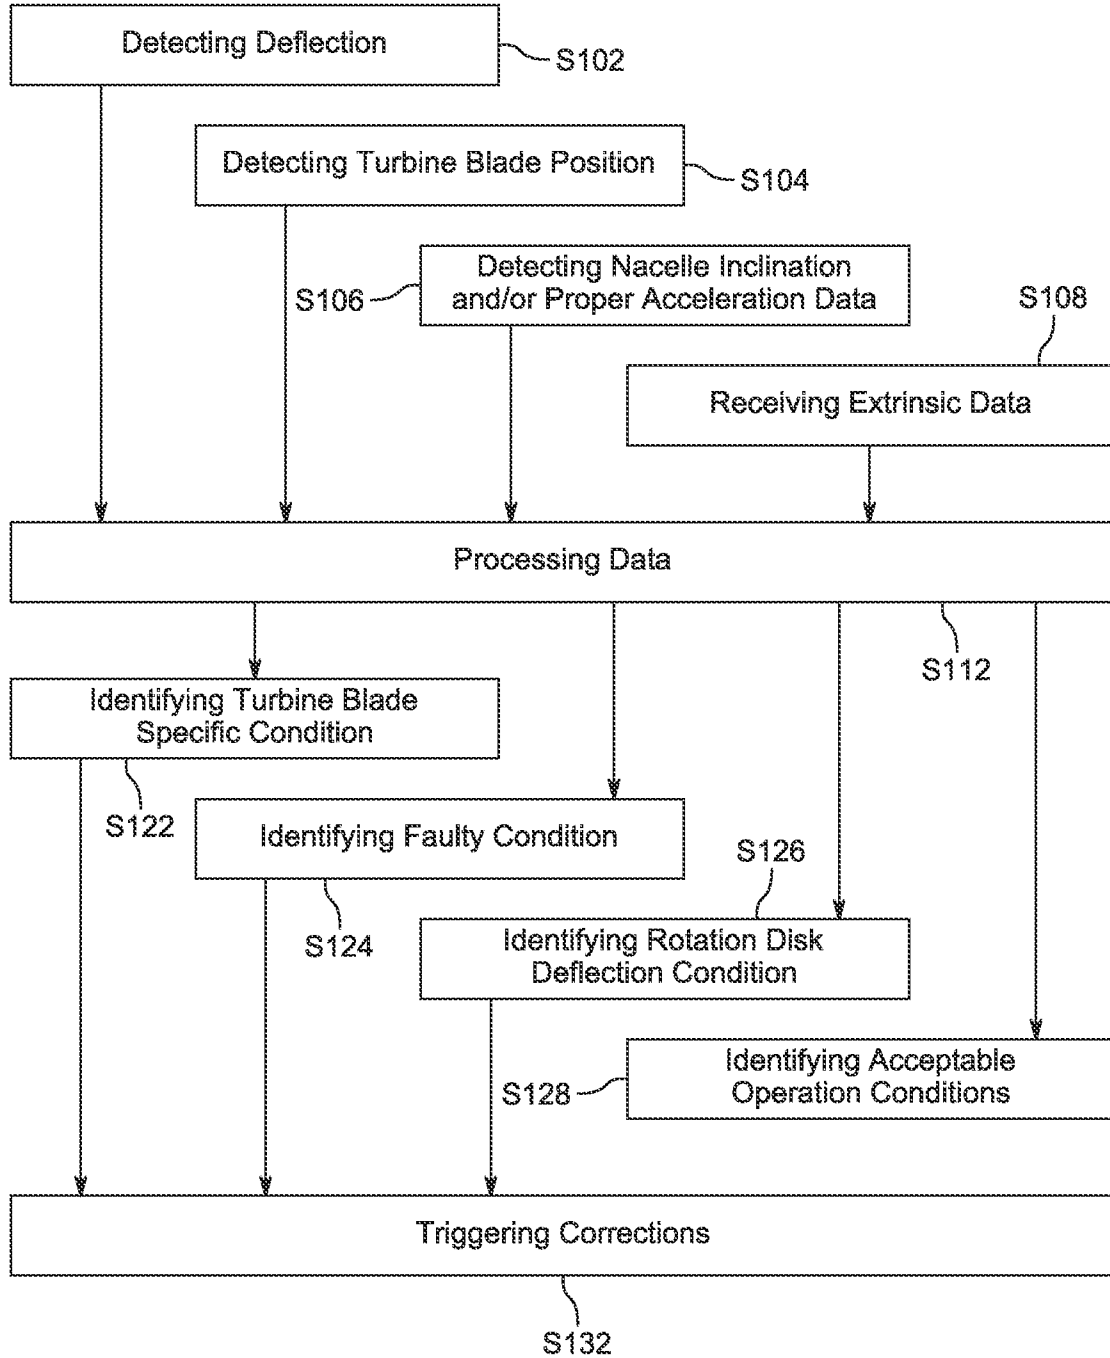 Detecting Deflection
S102
Detecting Turbine Blade Position
S104
Detecting Nacelle Inclination
and/or Proper Acceleration Data
S106
S108
Receiving Extrinsic Data
Processing Data
S112
Identifying Turbine Blade
Specific Condition
S122
Identifying Faulty Condition
S124
S126
Identifying Rotation Disk
Deflection Condition
Identifying Acceptable
Operation Conditions
S128
Triggering Corrections
S132